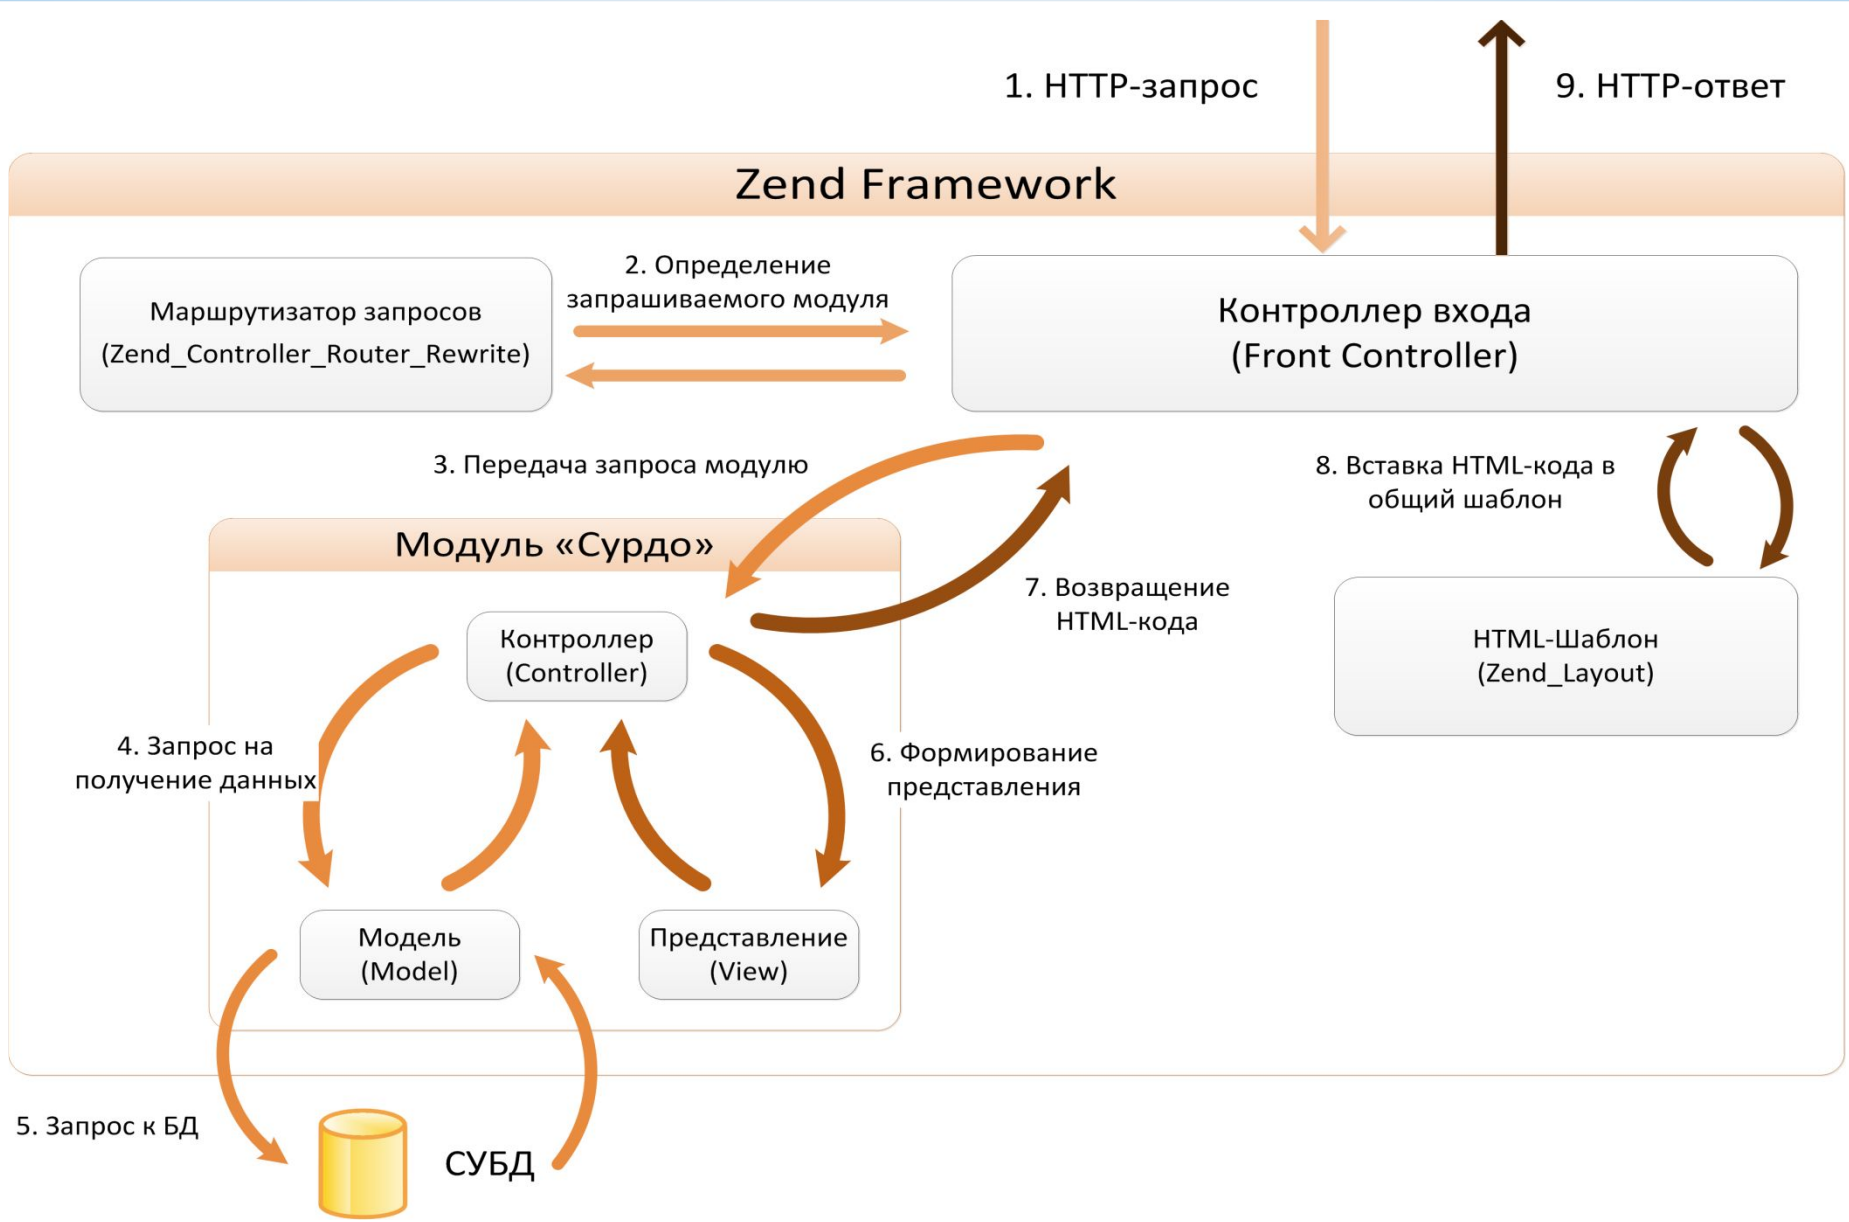 1. HTTP-запрос
9. HTTP-ответ
Zend Framework
2. Определение
запрашиваемого модуля
Маршрутизатор запросов
(Zend_Controller_Router_Rewrite)
Контроллер входа
(Front Controller)
3. Передача запроса модулю
8. Вставка HTML-кода в
общий шаблон
Модуль «Сурдо»
7. Возвращение
HTML-кода
Контроллер
(Controller)
HTML-Шаблон
(Zend_Layout)
4. Запрос на
получение данных
6. Формирование
представления
Модель
(Model)
Представление
(View)
5. Запрос к БД
СУБД